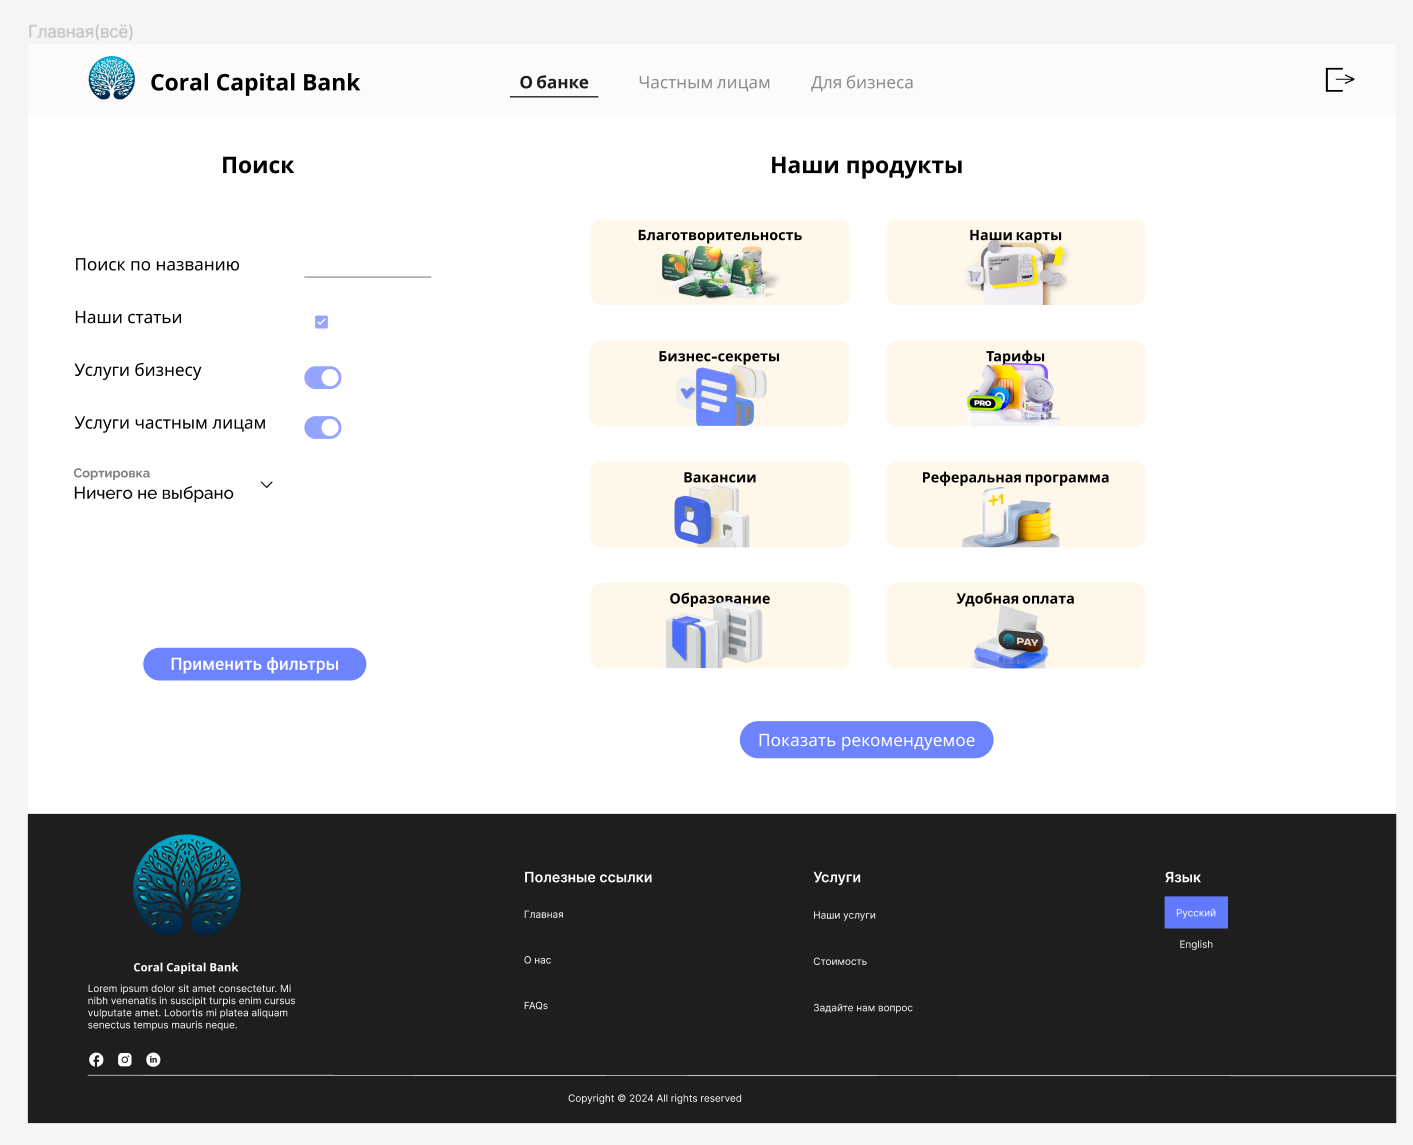 Главная(всё)
Coral Capital Bank
О банке
Частным лицам
Для бизнеса
Поиск
Поиск по названию
Наши статьи
Услуги бизнесу
Услуги частным лицам
Сортировка
Ничего не выбрано
Применить фильтры
Наши продукты
Благотворительность
Наши карты
Бизнес-секреты
Тарифы
PRO
Вакансии
Реферальная программа
+1
Образование
Удобная оплата
PAY
Показать рекомендуемое
Coral Capital Bank
Lorem ipsum dolor sit amet consectetur. Mi
nibh venenatis in suscipit turpis enim cursus
vulputate amet. Lobortis mi platea aliquam
senectus tempus mauris neque.
Полезные ссылки
Главная
О нас
FAQs
Услуги
Наши услуги
Стоимость
Задайте нам вопрос
Язык
Русский
English
Copyright © 2024 All rights reserved